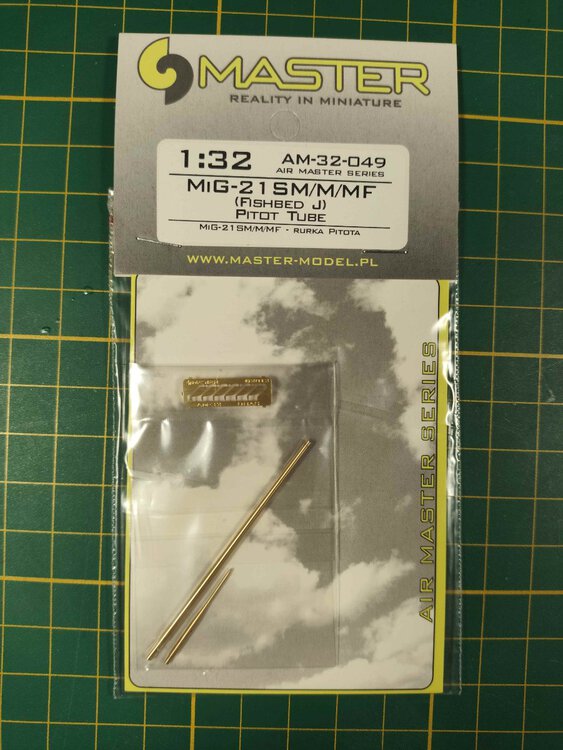 MASTER
REALITY IN MINIATURE
1:32 AM-32-049
AIR MASTER SERIES
MIG-21SM/M/MF
(FISHBED J)
PITOT TUBE
MIG-21SM/M/MF - RURKA PITOTA
WWW.MASTER-MODEL.PL
AIR MASTER SERIES